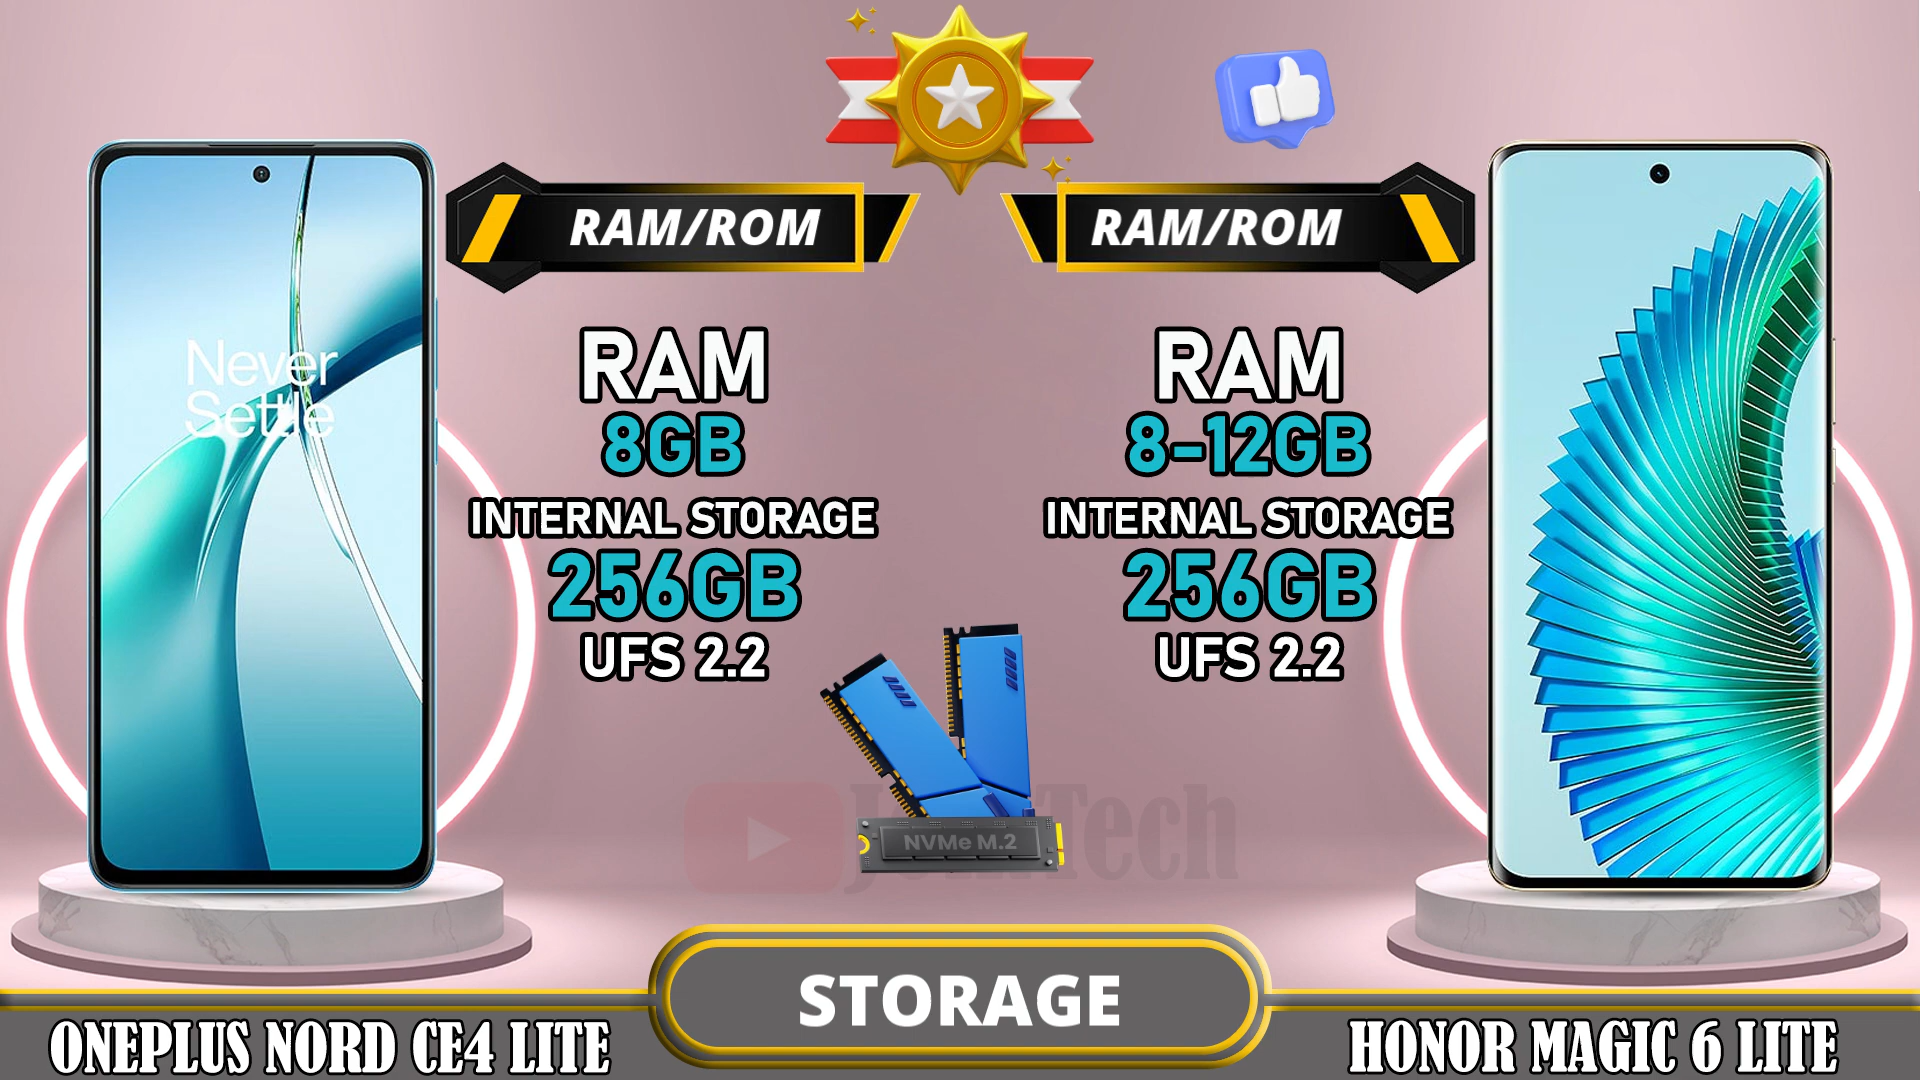 RAM/ROM
RAM/ROM
Never
Settle
RAM
8GB
INTERNAL STORAGE
256GB
UFS 2.2
RAM
8-12GB
INTERNAL STORAGE
256GB
UFS 2.2
Tech
NVMe M.2
STORAGE
ONEPLUS NORD CE4 LITE
HONOR MAGIC 6 LITE